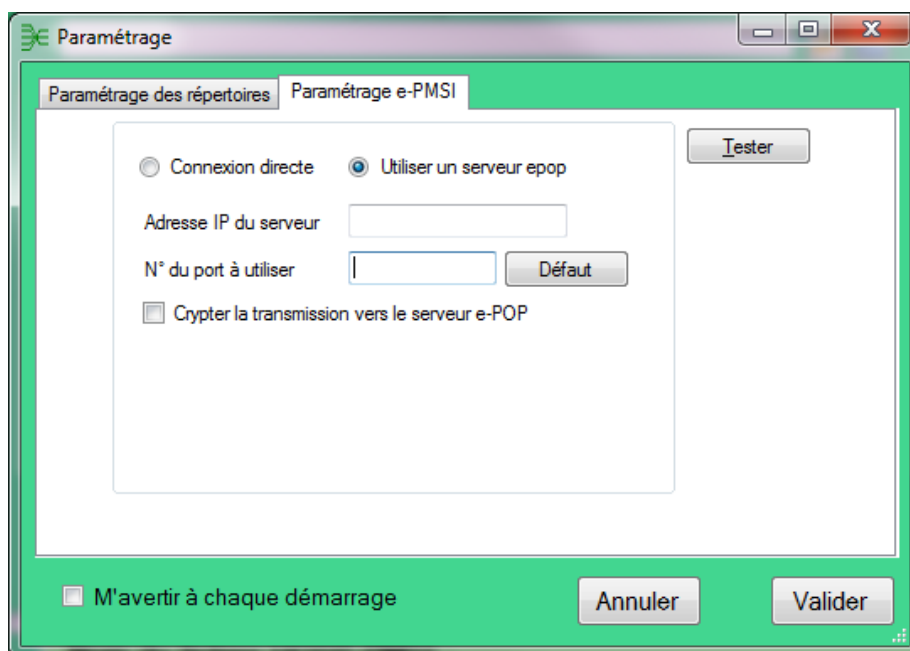 Paramétrage
Paramétrage des répertoires Paramétrage e-PMSI
Connexion directe Utiliser un serveur epop Tester
Adresse IP du serveur
N° du port à utiliser Défaut
Crypter la transmission vers le serveur e-POP
M'avertir à chaque démarrage Annuler Valider